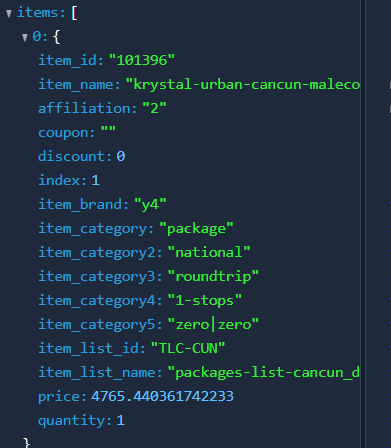 items: [
0: {
item_id: "101396"
item_name: "krystal-urban-cancun-maleco
affiliation: "2"
coupon: ""
discount: 0
index: 1
item_brand: "y4"
item_category: "package"
item_category2: "national"
item_category3: "roundtrip"
item_category4: "1-stops"
item_category5: "zero|zero"
item_list_id: "TLC-CUN"
item_list_name: "packages-list-cancun_d
price: 4765.440361742233
quantity: 1
}